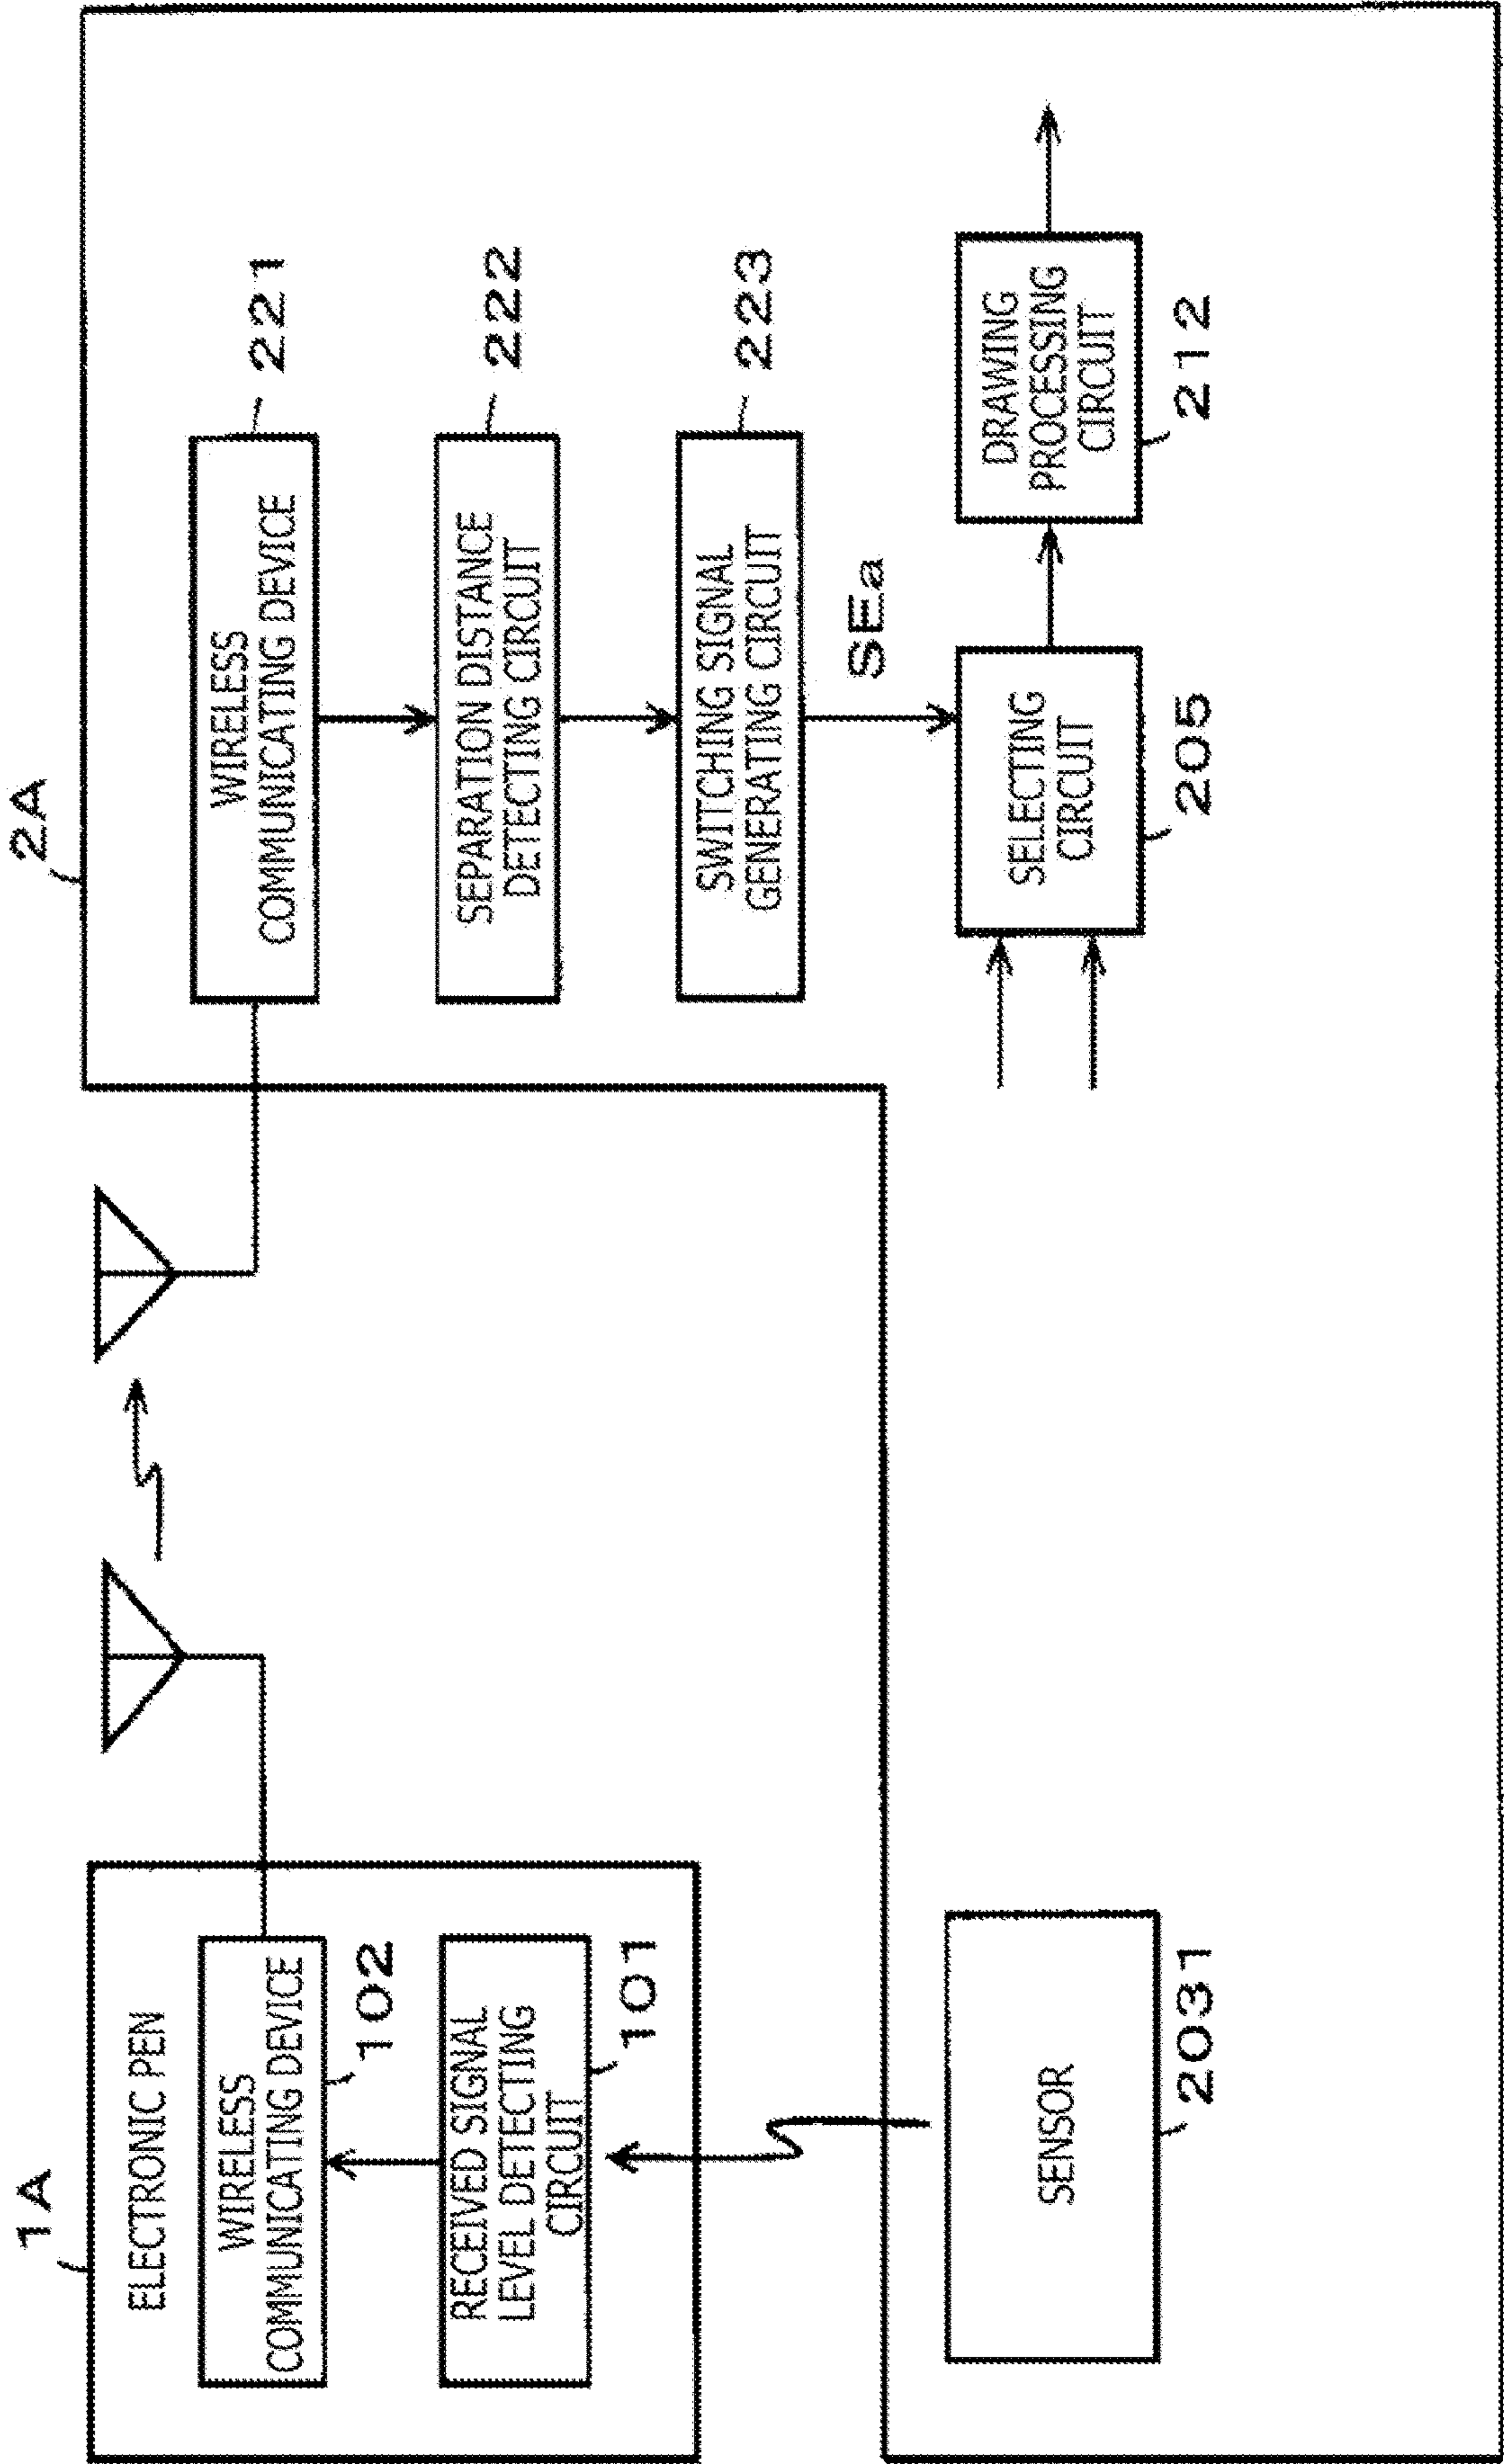 1A
ELECTRONIC PEN
WIRELESS
COMMUNICATING DEVICE
102
RECEIVED SIGNAL
LEVEL DETECTING
CIRCUIT
101
SENSOR
2031
2A
WIRELESS
COMMUNICATING DEVICE
221
SEPARATION DISTANCE
DETECTING CIRCUIT
222
SWITCHING SIGNAL
GENERATING CIRCUIT
223
SEa
SELECTING
CIRCUIT
205
DRAWING
PROCESSING
CIRCUIT
212